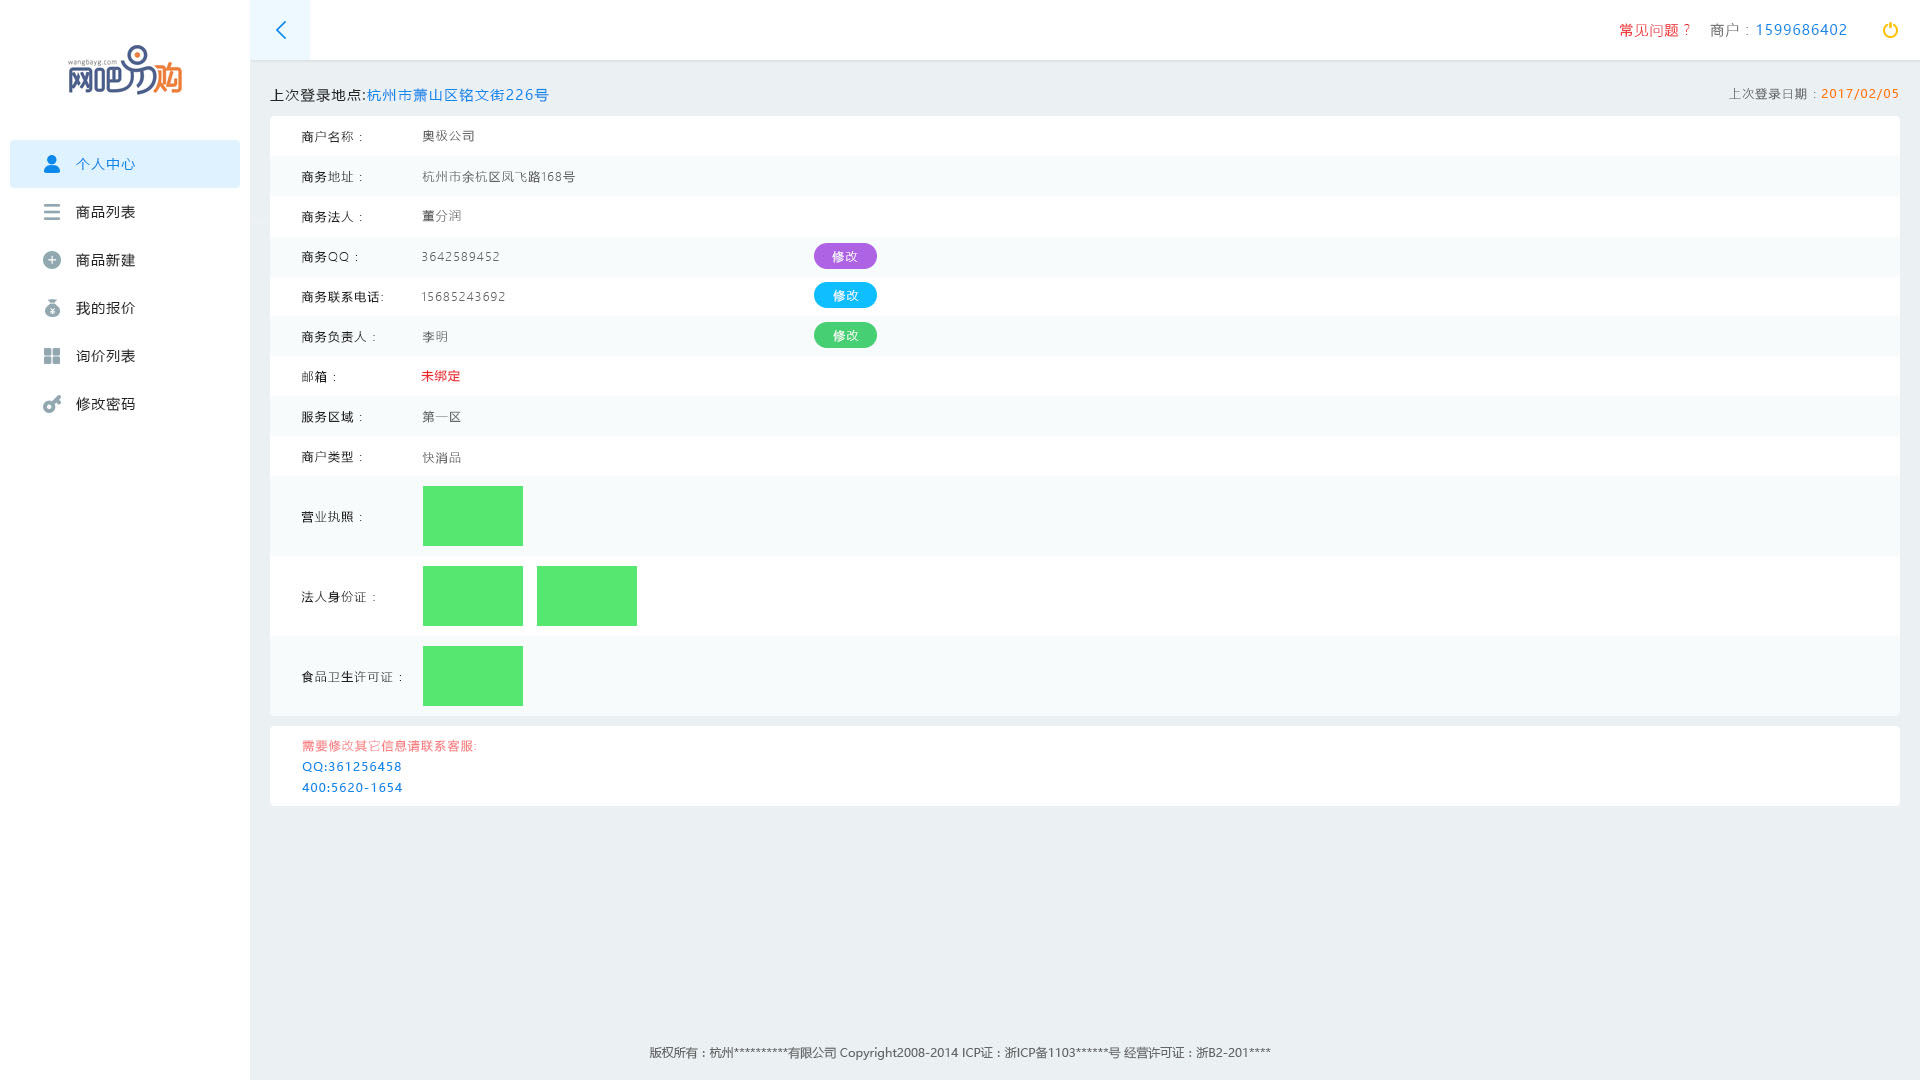 wangbayg.com
网吧易购
个人中心
商品列表
商品新建
我的报价
询价列表
修改密码
常见问题？ 商户：1599686402
上次登录地点:杭州市萧山区铭文街226号
上次登录日期：2017/02/05
商户名称： 奥极公司
商务地址： 杭州市余杭区凤飞路168号
商务法人： 董分润
商务QQ： 3642589452 修改
商务联系电话: 15685243692 修改
商务负责人： 李明 修改
邮箱： 未绑定
服务区域： 第一区
商户类型： 快消品
营业执照：
法人身份证：
食品卫生许可证：
需要修改其它信息请联系客服:
QQ:361256458
400:5620-1654
版权所有：杭州**********有限公司 Copyright2008-2014 ICP证：浙ICP备1103******号 经营许可证：浙B2-201****